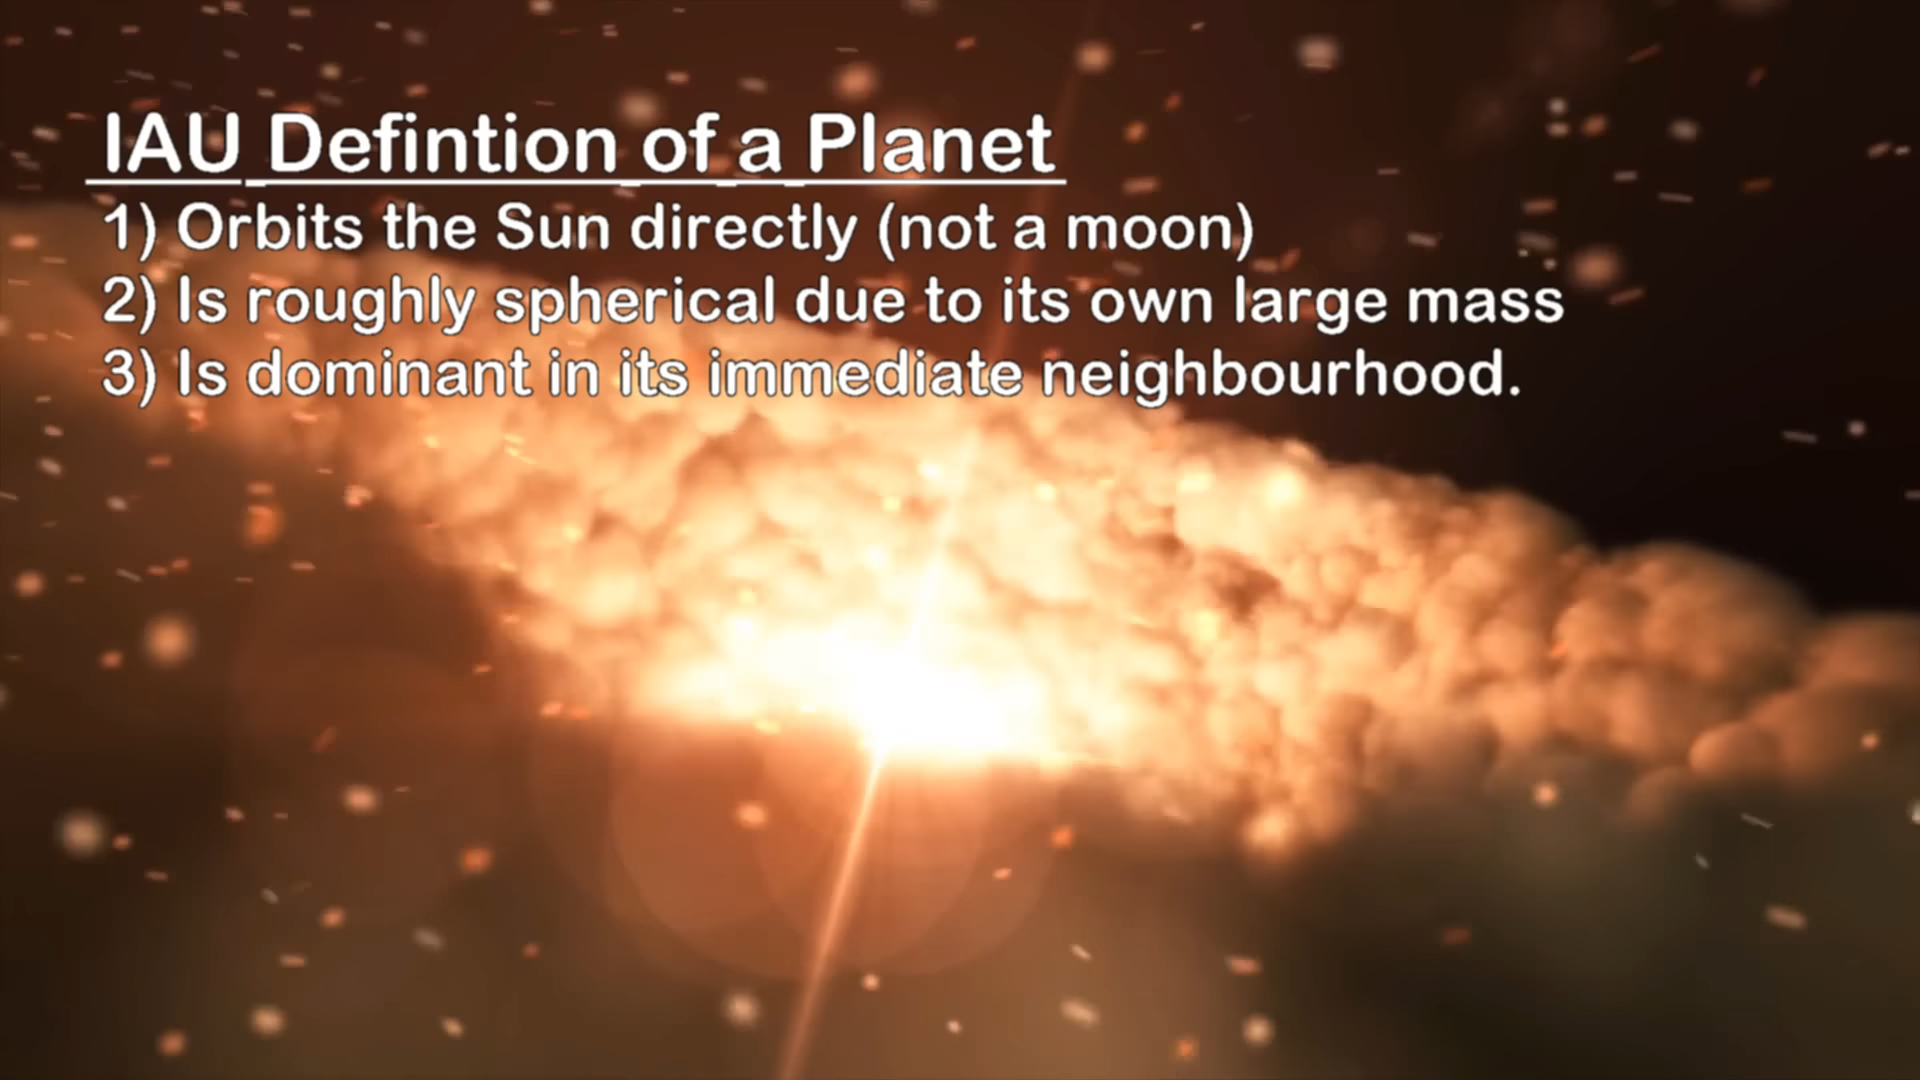 IAU Defintion of a Planet
1) Orbits the Sun directly (not a moon)
2) Is roughly spherical due to its own large mass
3) Is dominant in its immediate neighbourhood.